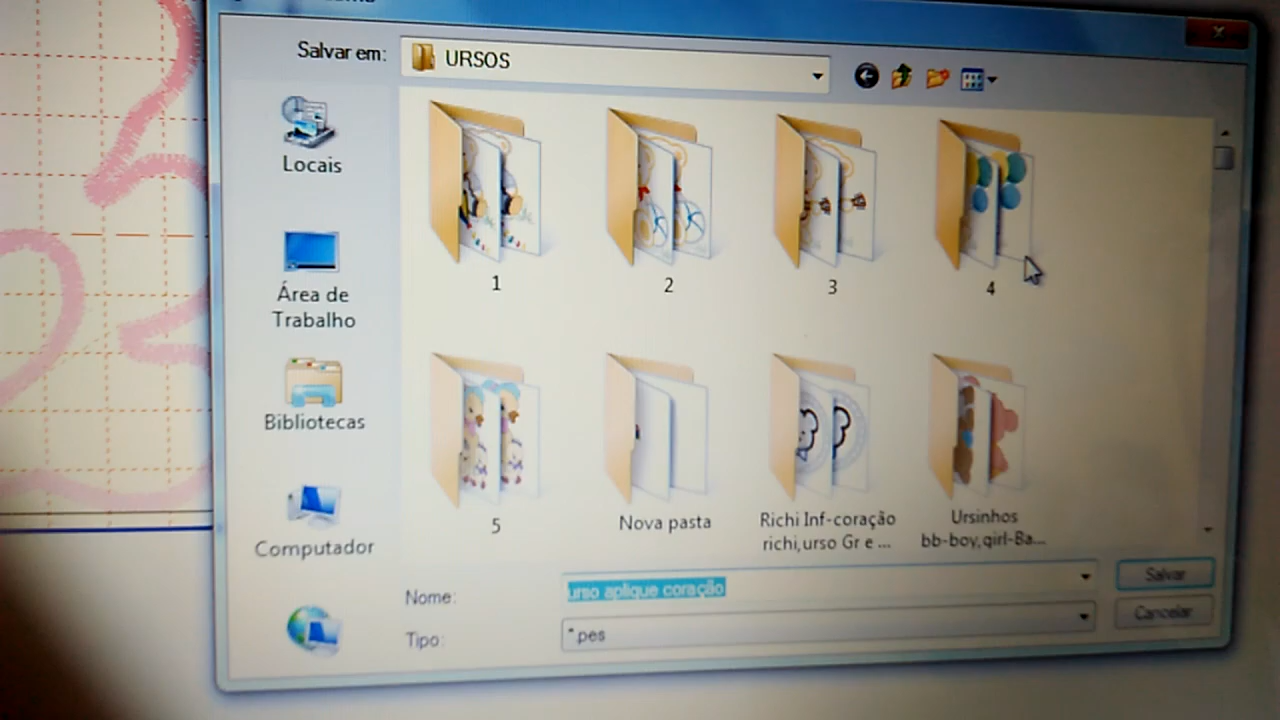 Salvar em:
URSOS
Locais
Área de
Trabalho
Bibliotecas
Computador
1
2
3
4
5
Nova pasta
Richi Inf-coração
richi,urso Gr e ...
Ursinhos
bb-boy,girl-Ba...
Nome:
urso aplique coração
Salvar
Tipo:
*.pes
Cancelar